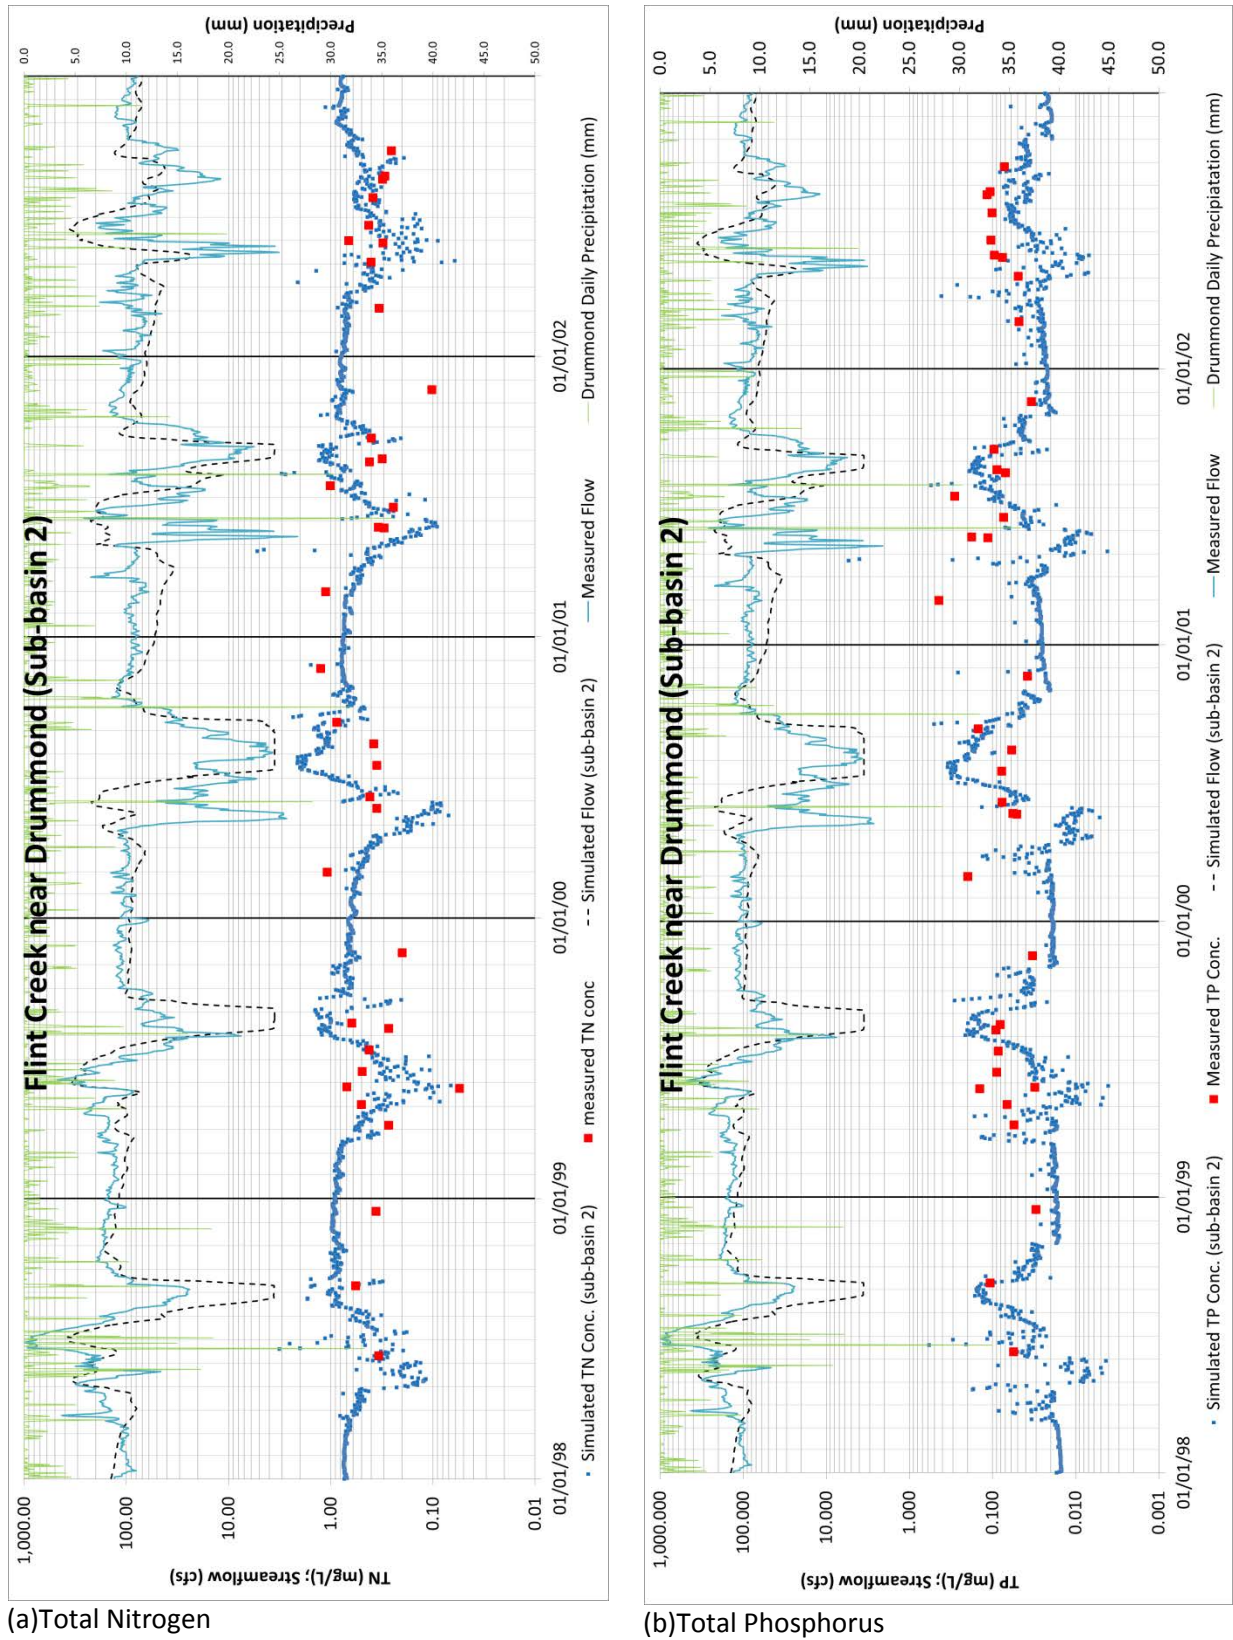 Flint Creek near Drummond (Sub-basin 2)
TN (mg/L); Streamflow (cfs)
1,000.00
100.00
10.00
1.00
0.10
0.01
Precipitation (mm)
0.0
5.0
10.0
15.0
20.0
25.0
30.0
35.0
40.0
45.0
50.0
01/01/98
01/01/99
01/01/00
01/01/01
01/01/02
Simulated TN Conc. (sub-basin 2)
measured TN conc
Simulated Flow (sub-basin 2)
Measured Flow
Drummond Daily Precipitation (mm)
(a)Total Nitrogen
Flint Creek near Drummond (Sub-basin 2)
TP (mg/L); Streamflow (cfs)
1,000.000
100.000
10.000
1.000
0.100
0.010
0.001
Precipitation (mm)
0.0
5.0
10.0
15.0
20.0
25.0
30.0
35.0
40.0
45.0
50.0
01/01/98
01/01/99
01/01/00
01/01/01
01/01/02
Simulated TP Conc. (sub-basin 2)
Measured TP Conc.
Simulated Flow (sub-basin 2)
Measured Flow
Drummond Daily Precipiatation (mm)
(b)Total Phosphorus